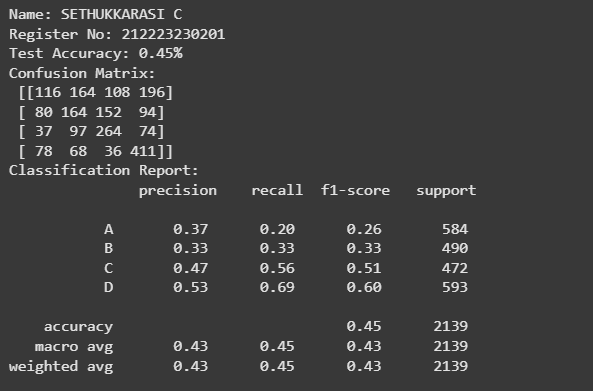 Name: SETHUKKARASI C
Register No: 212223230201
Test Accuracy: 0.45%
Confusion Matrix:
[[116 164 108 196]
[ 80 164 152  94]
[ 37  97 264  74]
[ 78  68  36 411]]
Classification Report:
precision recall f1-score support
A 0.37 0.20 0.26 584
B 0.33 0.33 0.33 490
C 0.47 0.56 0.51 472
D 0.53 0.69 0.60 593
accuracy 0.45 2139
macro avg 0.43 0.45 0.43 2139
weighted avg 0.43 0.45 0.43 2139